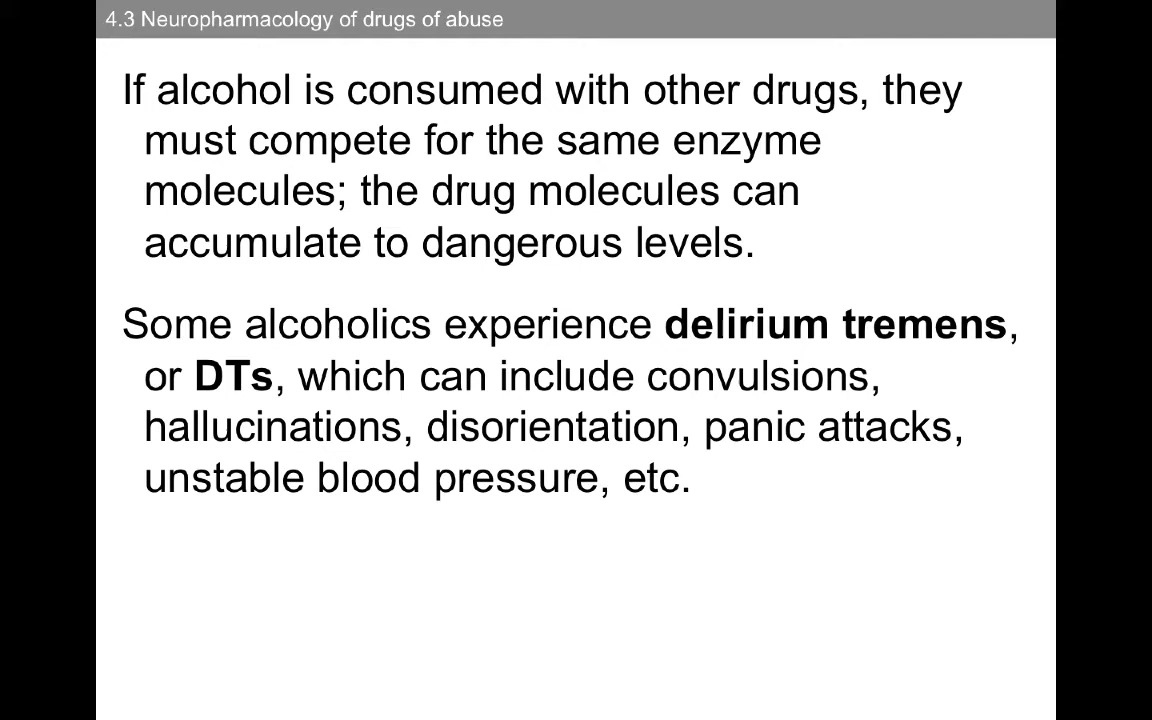 4.3 Neuropharmacology of drugs of abuse
If alcohol is consumed with other drugs, they
must compete for the same enzyme
molecules; the drug molecules can
accumulate to dangerous levels.
Some alcoholics experience delirium tremens,
or DTs, which can include convulsions,
hallucinations, disorientation, panic attacks,
unstable blood pressure, etc.